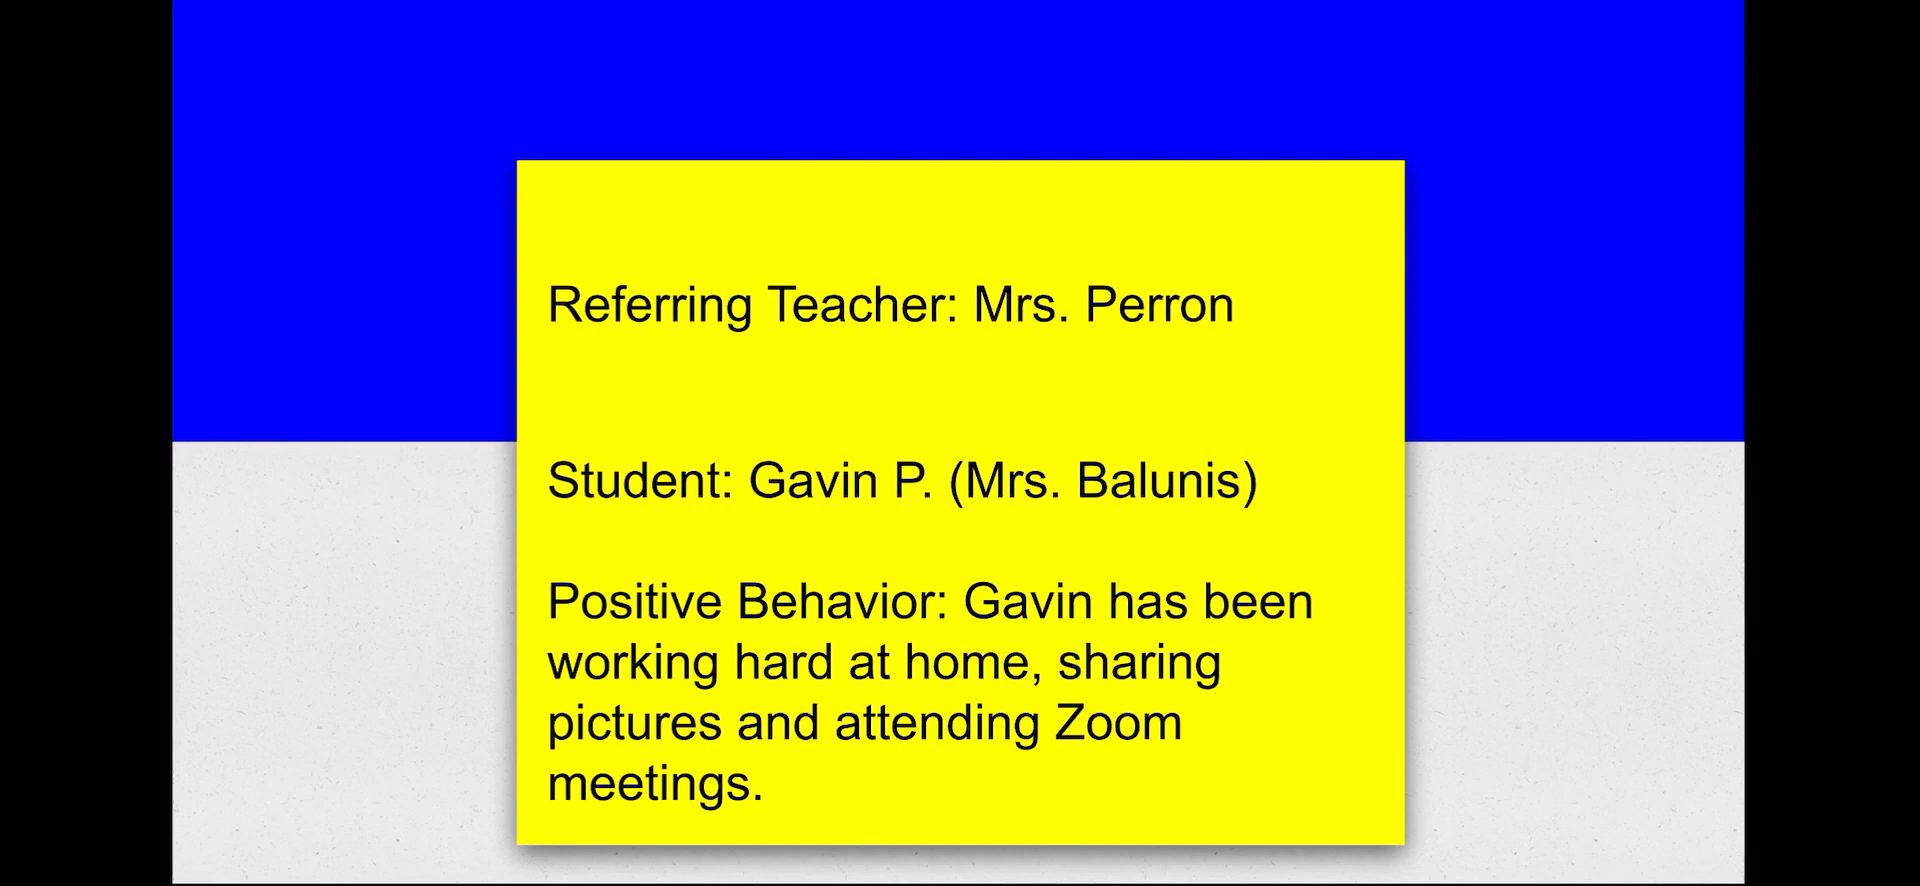 Referring Teacher: Mrs. Perron
Student: Gavin P. (Mrs. Balunis)
Positive Behavior: Gavin has been
working hard at home, sharing
pictures and attending Zoom
meetings.